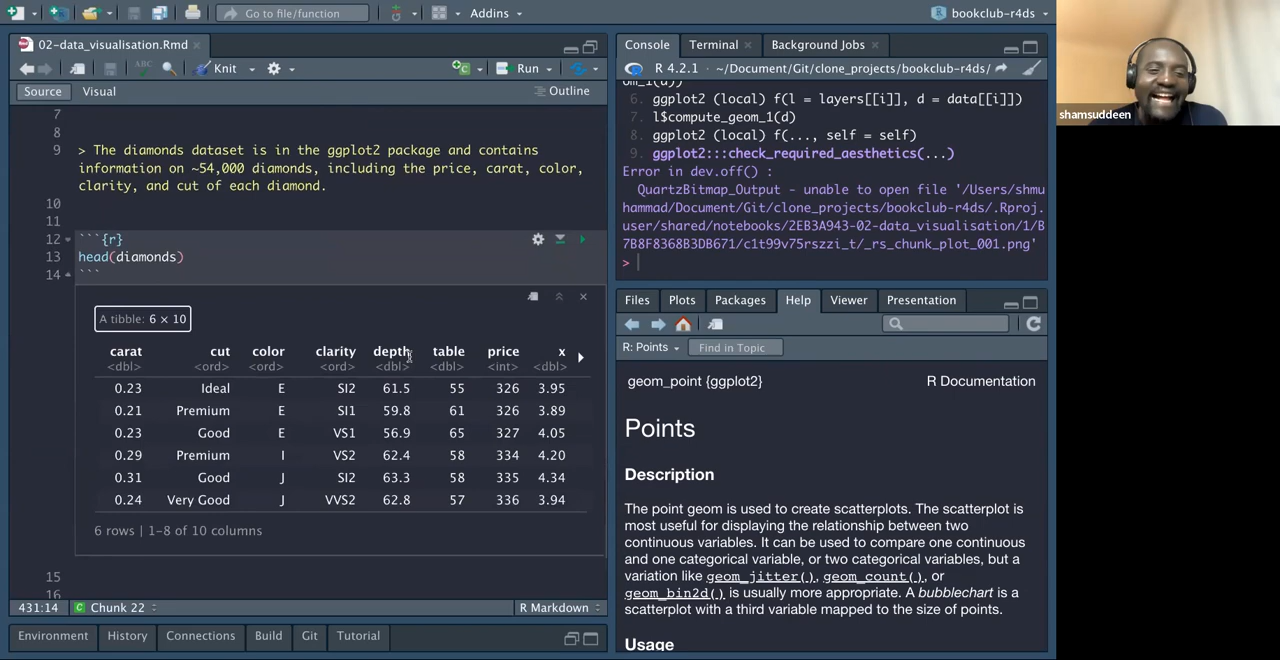 Go to file/function
Addins
bookclub-r4ds
02-data_visualisation.Rmd
Knit
Run
Source
Visual
Outline
7
8
9
> The diamonds dataset is in the ggplot2 package and contains
information on ~54,000 diamonds, including the price, carat, color,
clarity, and cut of each diamond.
10
11
12
```{r}
13
head(diamonds)
14
```
A tibble: 6 × 10
carat cut color clarity depth table price x
<dbl> <ord> <ord> <ord> <dbl> <dbl> <int> <dbl>
0.23 Ideal E SI2 61.5 55 326 3.95
0.21 Premium E SI1 59.8 61 326 3.89
0.23 Good E VS1 56.9 65 327 4.05
0.29 Premium I VS2 62.4 58 334 4.20
0.31 Good J SI2 63.3 58 335 4.34
0.24 Very Good J VVS2 62.8 57 336 3.94
6 rows | 1-8 of 10 columns
15
16
431:14
Chunk 22
R Markdown
Environment
History
Connections
Build
Git
Tutorial
Console
Terminal
Background Jobs
R 4.2.1 · ~/Document/Git/clone_projects/bookclub-r4ds/
om_1(d))
6. ggplot2 (local) f(l = layers[[i]], d = data[[i]])
7. l$compute_geom_1(d)
8. ggplot2 (local) f(..., self = self)
9. ggplot2:::check_required_aesthetics(...)
Error in dev.off() :
QuartzBitmap_Output - unable to open file '/Users/shmu
hammad/Document/Git/clone_projects/bookclub-r4ds/.Rproj.
user/shared/notebooks/2EB3A943-02-data_visualisation/1/B
7B8F8368B3DB671/c1t99v75rszzi_t/_rs_chunk_plot_001.png'
>
Files
Plots
Packages
Help
Viewer
Presentation
R: Points
Find in Topic
geom_point {ggplot2}
R Documentation
Points
Description
The point geom is used to create scatterplots. The scatterplot is
most useful for displaying the relationship between two
continuous variables. It can be used to compare one continuous
and one categorical variable, or two categorical variables, but a
variation like geom_jitter(), geom_count(), or
geom_bin2d() is usually more appropriate. A bubblechart is a
scatterplot with a third variable mapped to the size of points.
Usage
shamsuddeen